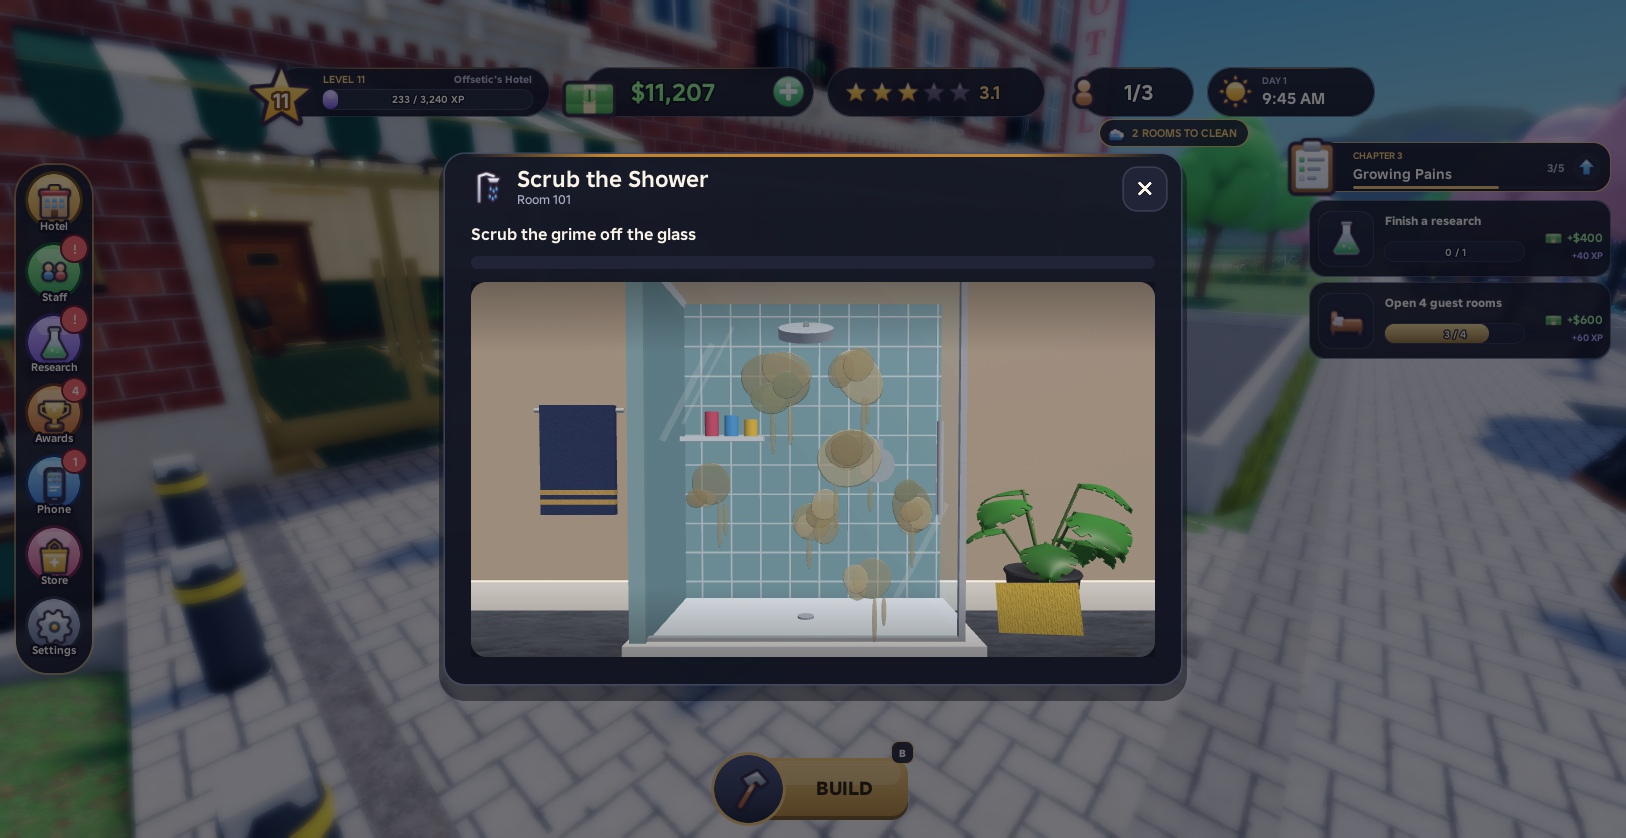 LEVEL 11
Offsetic's Hotel
11
233 / 3,240 XP
$11,207
3.1
1/3
DAY 1
9:45 AM
2 ROOMS TO CLEAN
CHAPTER 3
Growing Pains
3/5
Finish a research
0 / 1
+$400
+40 XP
Open 4 guest rooms
3 / 4
+$600
+60 XP
Hotel
!
Staff
!
Research
4
Awards
1
Phone
Store
Settings
Scrub the Shower
Room 101
Scrub the grime off the glass
B
BUILD
O
T
E
L